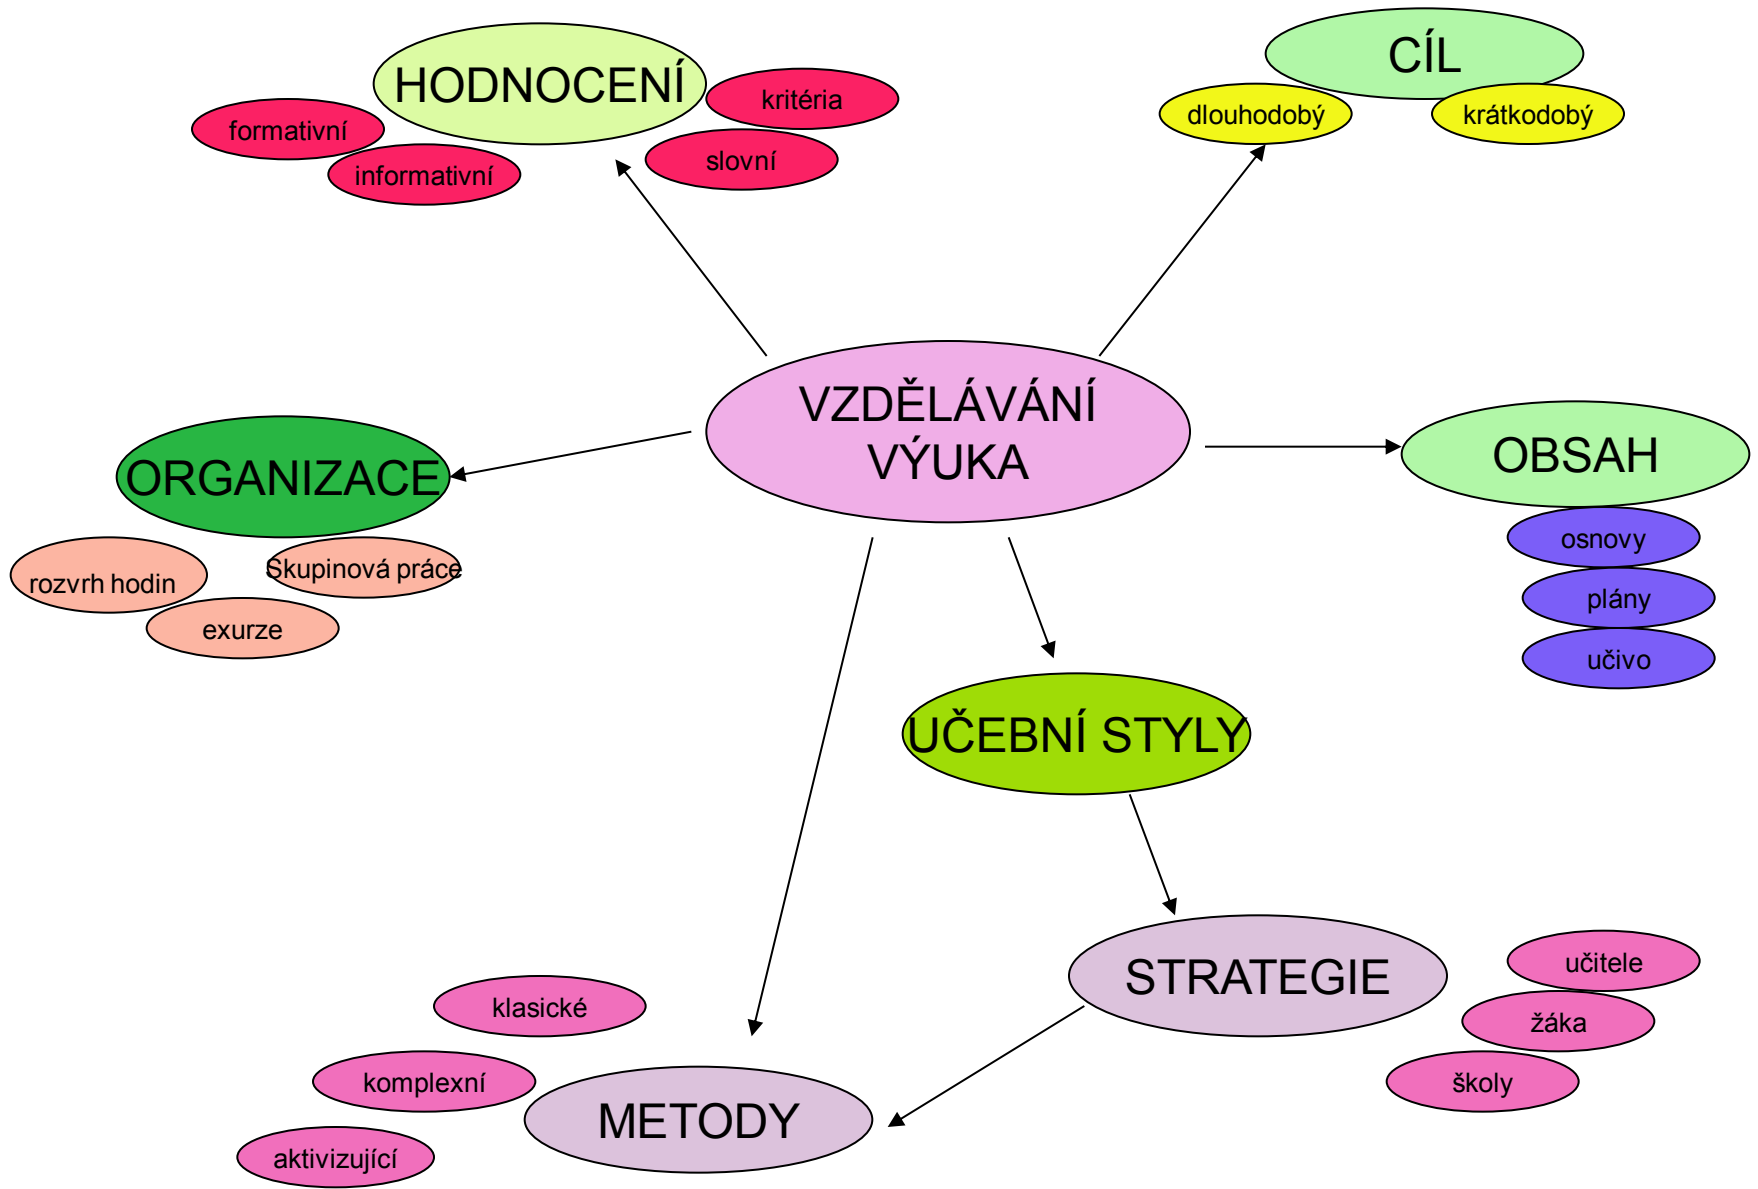 HODNOCENÍ
kritéria
formativní
informativní
slovní
CÍL
dlouhodobý
krátkodobý
VZDĚLÁVÁNÍ
VÝUKA
ORGANIZACE
rozvrh hodin
Skupinová práce
exurze
OBSAH
osnovy
plány
učivo
UČEBNÍ STYLY
STRATEGIE
učitele
žáka
školy
klasické
komplexní
METODY
aktivizující